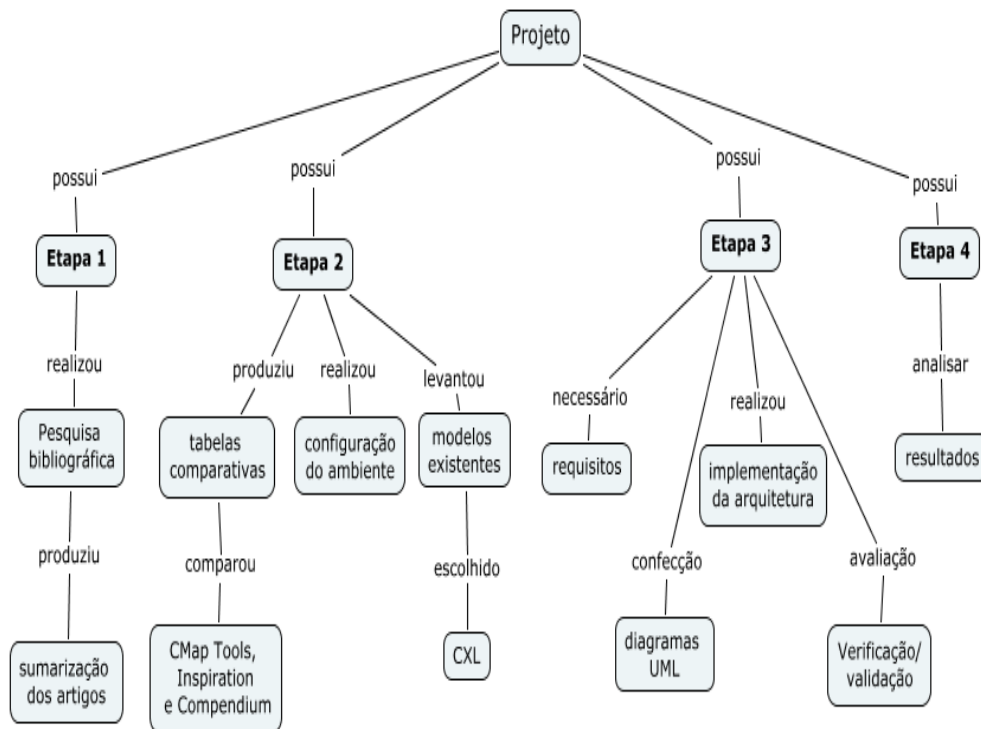 Projeto
possui
possui
possui
possui
Etapa 1
Etapa 2
Etapa 3
Etapa 4
realizou
produziu
realizou
levantou
necessário
realizou
analisar
Pesquisa
bibliográfica
tabelas
comparativas
configuração
do ambiente
modelos
existentes
requisitos
implementação
da arquitetura
resultados
produziu
comparou
escolhido
confecção
avaliação
sumarização
dos artigos
CMap Tools,
Inspiration
e Compendium
CXL
diagramas
UML
Verificação/
validação